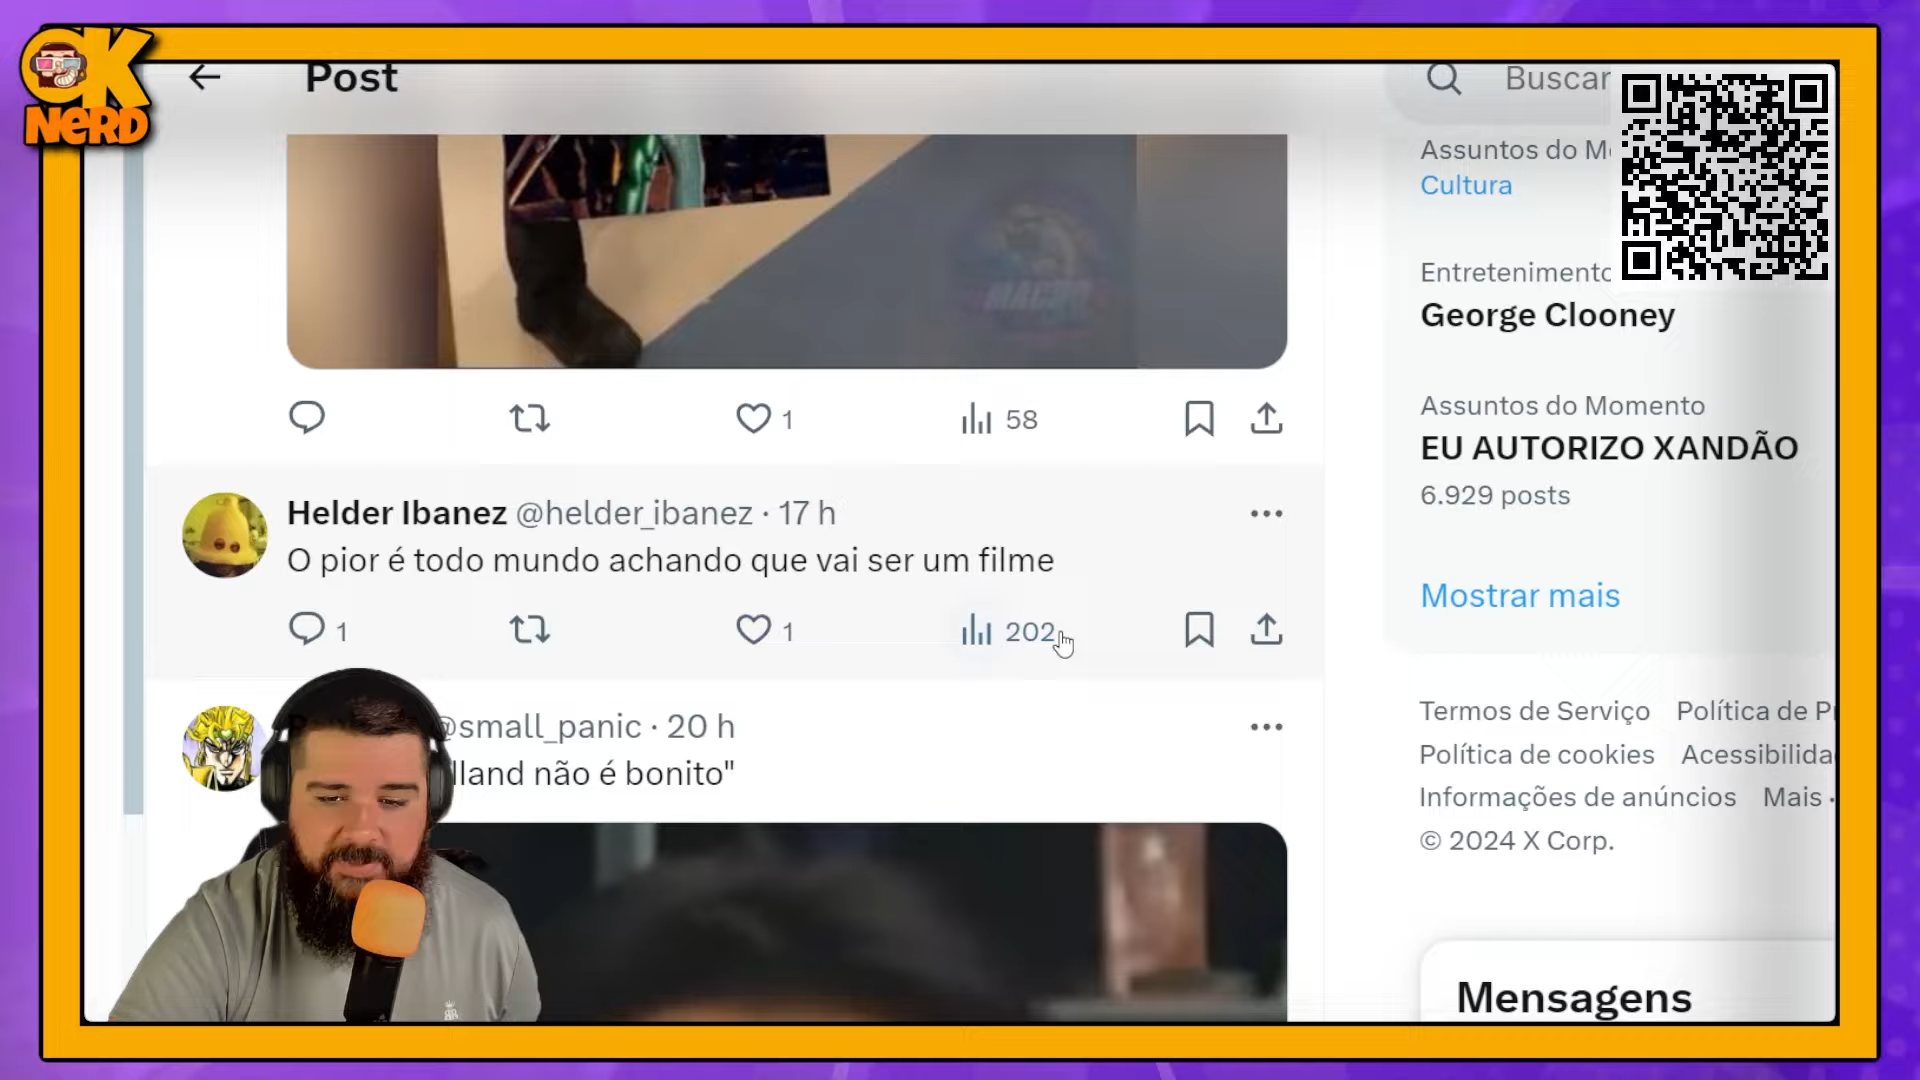 OK
NERD
Post
Buscar
Assuntos do M
Cultura
Entretenimento
George Clooney
MACHO
1
58
Assuntos do Momento
EU AUTORIZO XANDÃO
6.929 posts
Helder Ibanez @helder_ibanez · 17 h
O pior é todo mundo achando que vai ser um filme
1
1
202
Mostrar mais
@small_panic · 20 h
lland não é bonito"
Termos de Serviço Política de P
Política de cookies Acessibilida
Informações de anúncios Mais ·
© 2024 X Corp.
Mensagens